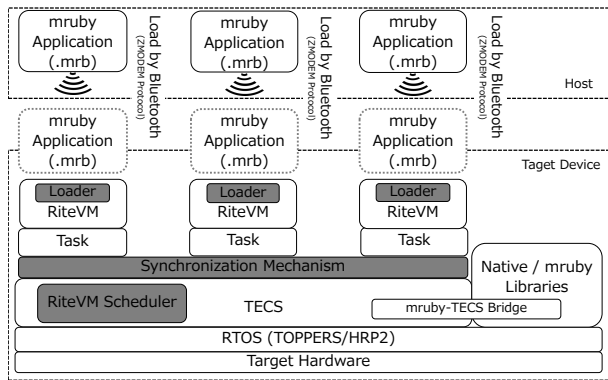 mruby
Application
(.mrb)
Load by Bluetooth
(ZMODEM Protocol)
mruby
Application
(.mrb)
Load by Bluetooth
(ZMODEM Protocol)
mruby
Application
(.mrb)
Load by Bluetooth
(ZMODEM Protocol)
Host
mruby
Application
(.mrb)
mruby
Application
(.mrb)
mruby
Application
(.mrb)
Taget Device
Loader
RiteVM
Loader
RiteVM
Loader
RiteVM
Task
Task
Task
Synchronization Mechanism
Native / mruby
Libraries
RiteVM Scheduler
TECS
mruby-TECS Bridge
RTOS (TOPPERS/HRP2)
Target Hardware